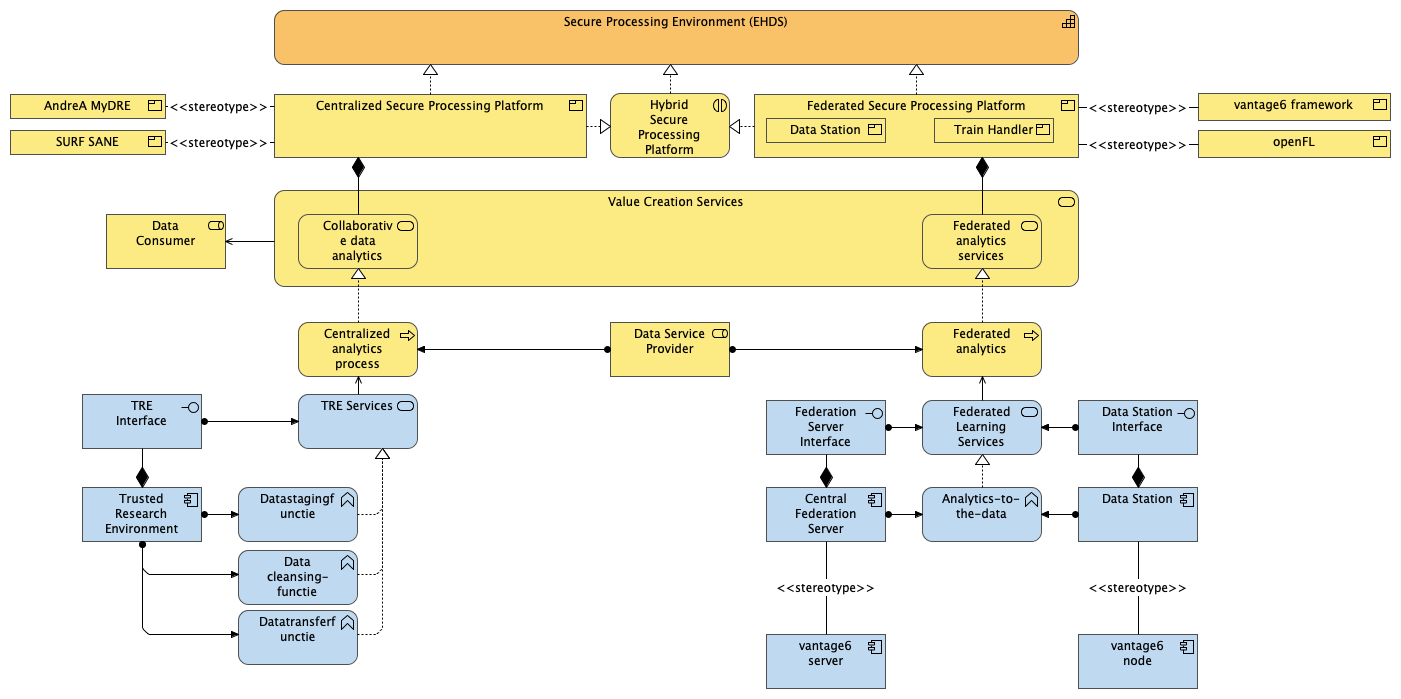 Secure Processing Environment (EHDS)
AndreA MyDRE
<<stereotype>>
Centralized Secure Processing Platform
Hybrid
Secure
Processing
Platform
Federated Secure Processing Platform
Data Station
Train Handler
<<stereotype>>
vantage6 framework
SURF SANE
<<stereotype>>
<<stereotype>>
openFL
Value Creation Services
Data
Consumer
Collaborativ
e data
analytics
Federated
analytics
services
Centralized
analytics
process
Data Service
Provider
Federated
analytics
TRE
Interface
TRE Services
Federation
Server
Interface
Federated
Learning
Services
Data Station
Interface
Trusted
Research
Environment
Datastagingf
unctie
Central
Federation
Server
Analytics-to-
the-data
Data Station
Data
cleansing-
functie
<<stereotype>>
<<stereotype>>
Datatransferf
unctie
vantage6
server
vantage6
node